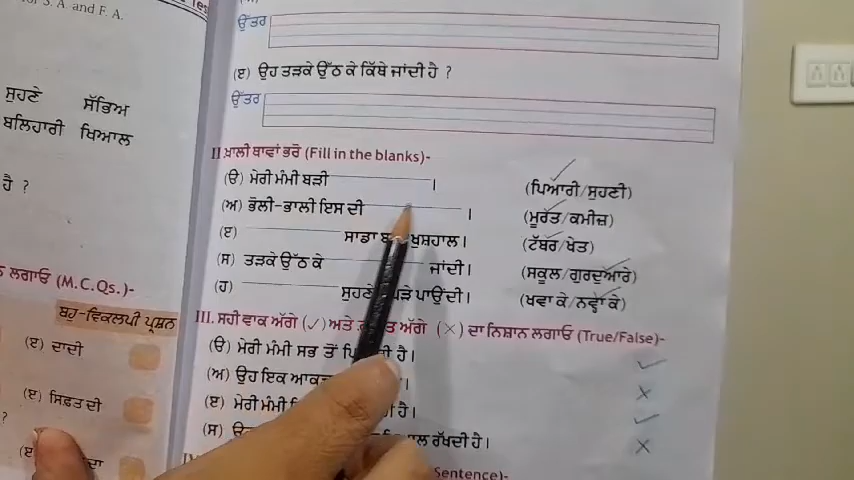 for S. A and F. A.
ਸੁਹਣੇ ਸੱਭਿਅ
ਬਲਿਹਾਰੀ ਖਿਆਲ
ਹੈ ?
ਲਗਾਓ (M.C.Qs.)-
ਬਹੁ-ਵਿਕਲਪੀ ਪ੍ਰਸ਼ਨ
(ੲ) ਦਾਦੀ
(ੲ) ਸਿਫ਼ਤ ਦੀ
ਉੱਤਰ
(ੲ) ਉਹ ਤੜਕੇ ਉੱਠ ਕੇ ਕਿੱਥੇ ਜਾਂਦੀ ਹੈ ?
ਉੱਤਰ
II ਖ਼ਾਲੀ ਥਾਵਾਂ ਭਰੋ (Fill in the blanks)-
(ੳ) ਮੇਰੀ ਮੰਮੀ ਬੜੀ । (ਪਿਆਰੀ/ਸੁਹਣੀ)
(ਅ) ਭੋਲੀ-ਭਾਲੀ ਇਸ ਦੀ । (ਮੂਰਤ/ਕਮੀਜ਼)
(ੲ) ਸਾਡਾ ਖੁਸ਼ਹਾਲ। (ਟੱਬਰ/ਖੇਤ)
(ਸ) ਤੜਕੇ ਉੱਠ ਕੇ ਜਾਂਦੀ। (ਸਕੂਲ/ਗੁਰਦੁਆਰੇ)
(ਹ) ਸੁਹਣੇ ਪਾਉਂਦੀ। (ਖਵਾ ਕੇ/ਨਵ੍ਹਾ ਕੇ)
III. ਸਹੀ ਵਾਕ ਅੱਗੇ (✓) ਅਤੇ ਅੱਗੇ (×) ਦਾ ਨਿਸ਼ਾਨ ਲਗਾਓ (True/False)-
(ੳ) ਮੇਰੀ ਮੰਮੀ ਸਭ ਤੋਂ ਹੈ। ✓
(ਅ) ਉਹ ਇਕ ×
(ੲ) ਮੇਰੀ ਮੰਮੀ ਹੈ। ✓
(ਸ) ਰੱਖਦੀ ਹੈ। ×
Sentence)-